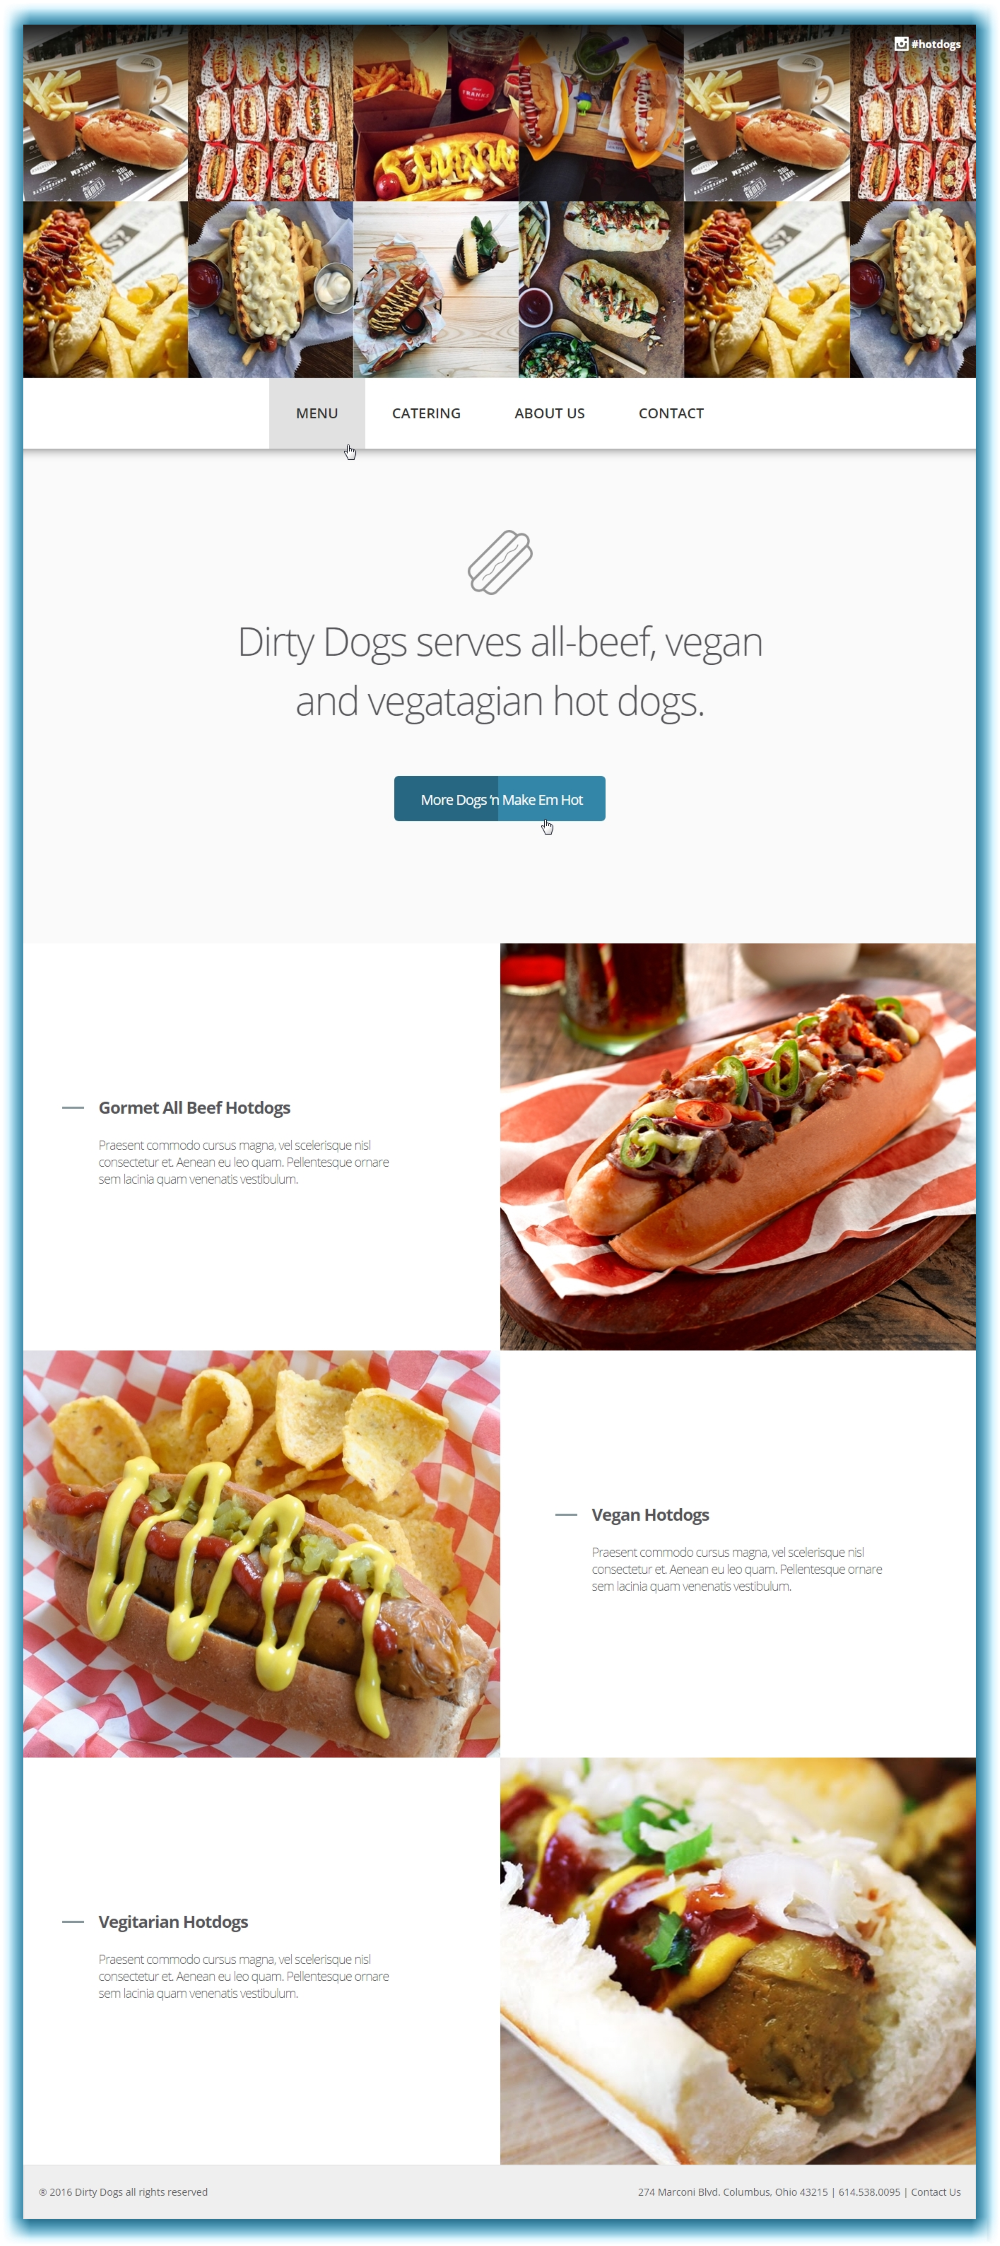 #hotdogs
MENU
CATERING
ABOUT US
CONTACT
Dirty Dogs serves all-beef, vegan
and vegatagian hot dogs.
More Dogs 'n Make Em Hot
Gormet All Beef Hotdogs
Praesent commodo cursus magna, vel scelerisque nisl
consectetur et. Aenean eu leo quam. Pellentesque ornare
sem lacinia quam venenatis vestibulum.
Vegan Hotdogs
Praesent commodo cursus magna, vel scelerisque nisl
consectetur et. Aenean eu leo quam. Pellentesque ornare
sem lacinia quam venenatis vestibulum.
Vegitarian Hotdogs
Praesent commodo cursus magna, vel scelerisque nisl
consectetur et. Aenean eu leo quam. Pellentesque ornare
sem lacinia quam venenatis vestibulum.
® 2016 Dirty Dogs all rights reserved
274 Marconi Blvd. Columbus, Ohio 43215 | 614.538.0095 | Contact Us